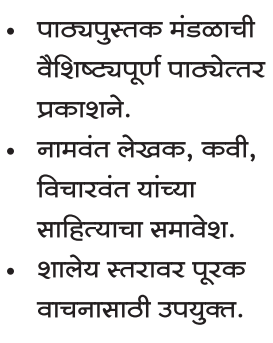 • पाठ्यपुस्तक मंडळाची
वैशिष्ट्यपूर्ण पाठ्येत्तर
प्रकाशने.
• नामवंत लेखक, कवी,
विचारवंत यांच्या
साहित्याचा समावेश.
• शालेय स्तरावर पूरक
वाचनासाठी उपयुक्त.